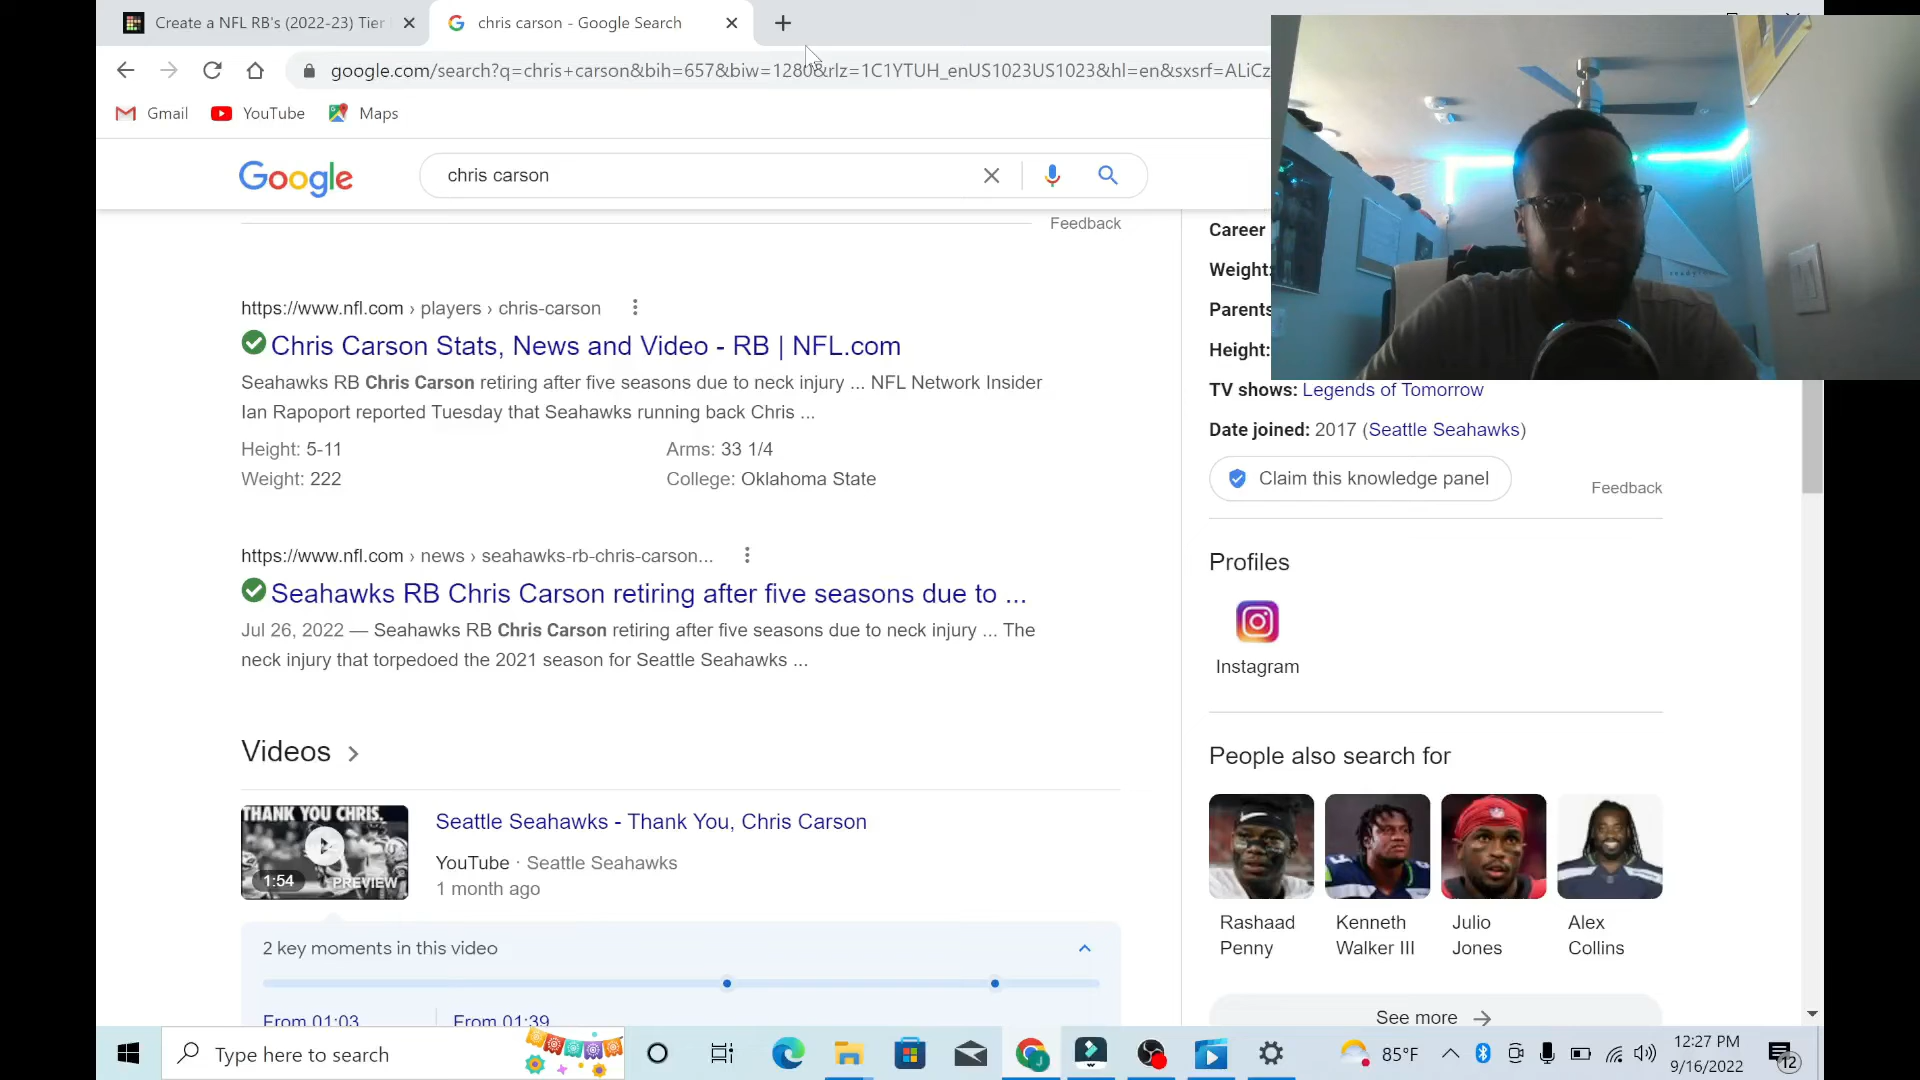 Create a NFL RB's (2022-23) Tier
chris carson - Google Search
google.com/search?q=chris+carson&bih=657&biw=1280&rlz=1C1YTUH_enUS1023US1023&hl=en&sxsrf=ALiCz
Gmail
YouTube
Maps
Google
chris carson
Feedback
https://www.nfl.com › players › chris-carson
Chris Carson Stats, News and Video - RB | NFL.com
Seahawks RB Chris Carson retiring after five seasons due to neck injury ... NFL Network Insider
Ian Rapoport reported Tuesday that Seahawks running back Chris ...
Height: 5-11
Arms: 33 1/4
Weight: 222
College: Oklahoma State
https://www.nfl.com › news › seahawks-rb-chris-carson...
Seahawks RB Chris Carson retiring after five seasons due to ...
Jul 26, 2022 — Seahawks RB Chris Carson retiring after five seasons due to neck injury ... The
neck injury that torpedoed the 2021 season for Seattle Seahawks ...
Videos
THANK YOU CHRIS.
1:54
PREVIEW
Seattle Seahawks - Thank You, Chris Carson
YouTube · Seattle Seahawks
1 month ago
2 key moments in this video
From 01:03
From 01:39
Career
Weight:
Parents
Height:
TV shows: Legends of Tomorrow
Date joined: 2017 (Seattle Seahawks)
Claim this knowledge panel
Feedback
Profiles
Instagram
People also search for
Rashaad
Penny
Kenneth
Walker III
Julio
Jones
Alex
Collins
See more
Type here to search
85°F
12:27 PM
9/16/2022
12